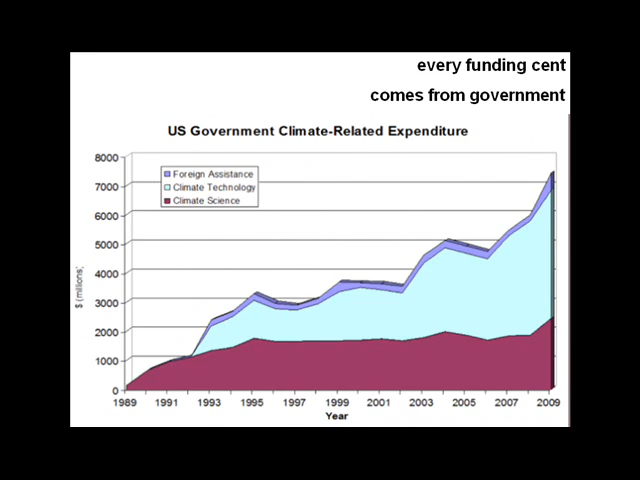 every funding cent
comes from government
US Government Climate-Related Expenditure
8000
7000
6000
5000
4000
3000
2000
1000
0
$ (millions)
Foreign Assistance
Climate Technology
Climate Science
1989 1991 1993 1995 1997 1999 2001 2003 2005 2007 2009
Year